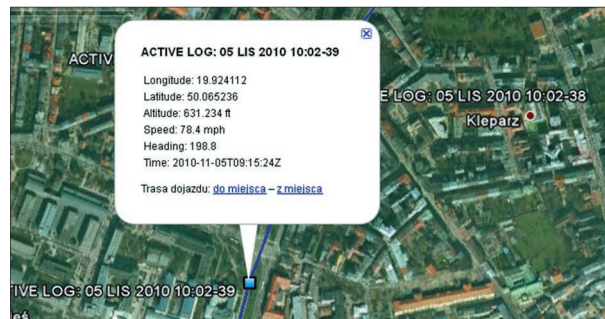 ACTIV
ACTIVE LOG: 05 LIS 2010 10:02-39
Longitude: 19.924112
Latitude: 50.065236
Altitude: 631.234 ft
Speed: 78.4 mph
Heading: 198.8
Time: 2010-11-05T09:15:24Z
Trasa dojazdu: do miejsca – z miejsca
E LOG: 05 LIS 2010 10:02-38
Kleparz
IVE LOG: 05 LIS 2010 10:02-39
ieś